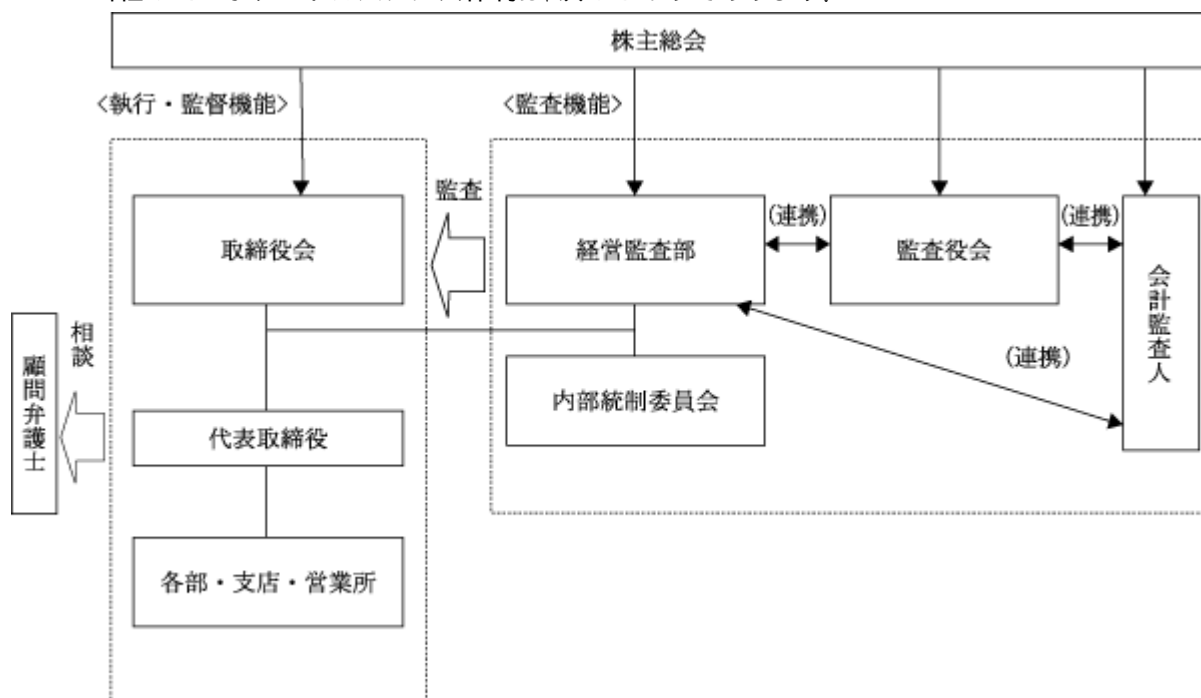 株主総会
<執行・監督機能>
<監査機能>
監査
取締役会
経営監査部
(連携)
監査役会
(連携)
会計監査人
相談
顧問弁護士
(連携)
内部統制委員会
代表取締役
各部・支店・営業所